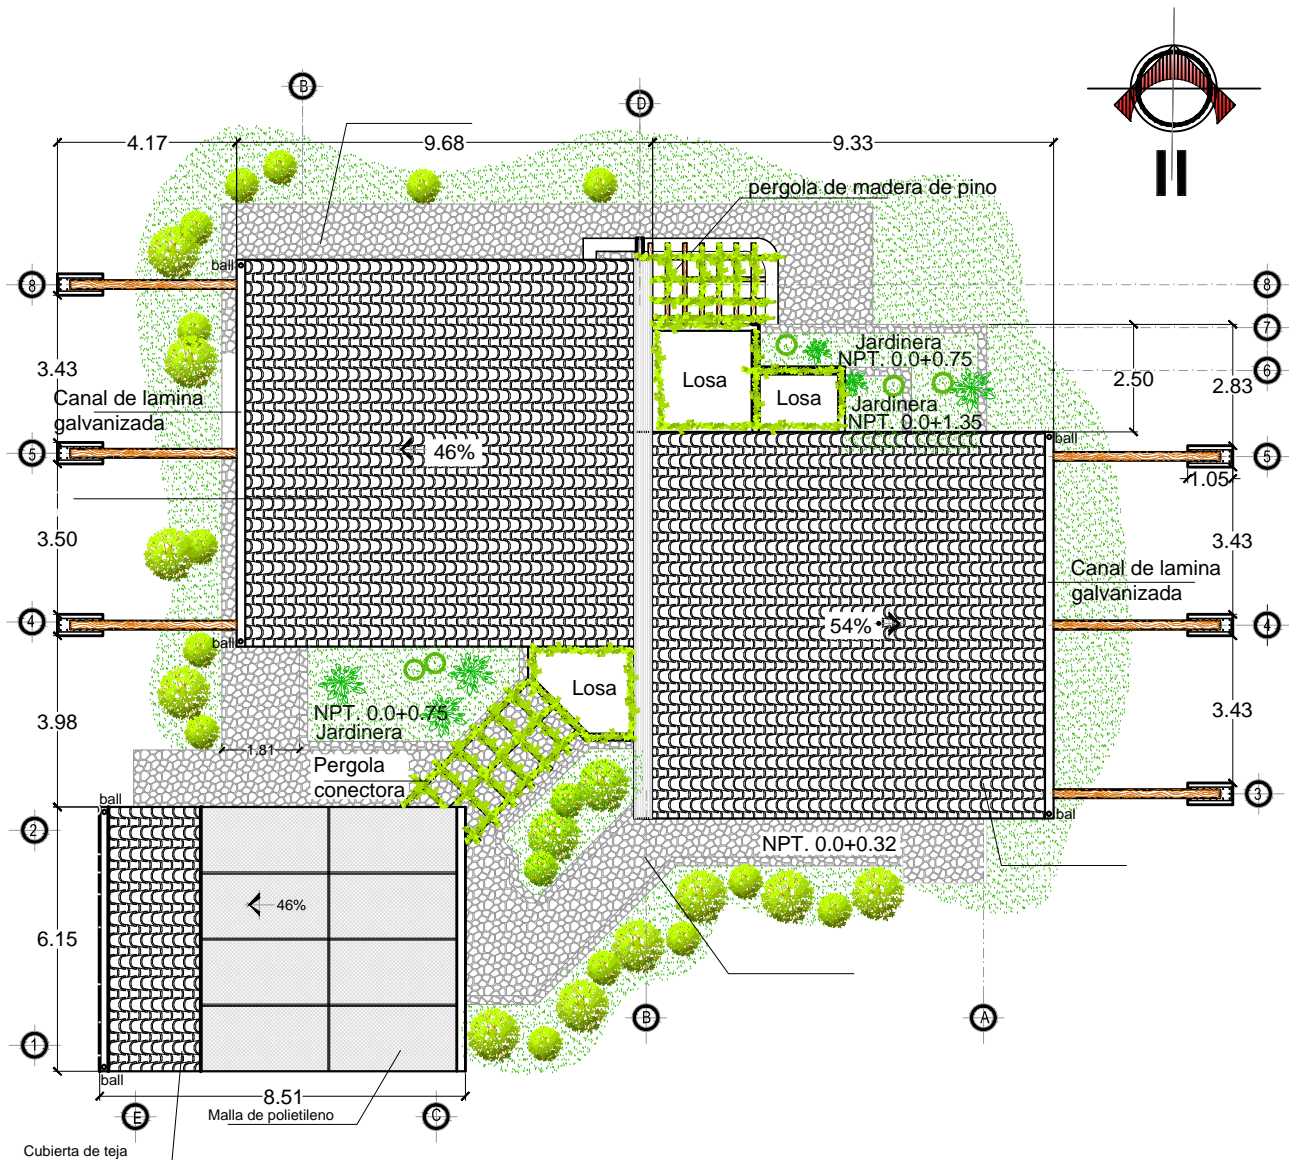 B
D
4.17
9.68
9.33
pergola de madera de pino
ball
8
8
7
Jardinera
NPT. 0.0+0.75
6
3.43
Losa
2.50
2.83
Canal de lamina
galvanizada
Losa
Jardinera
NPT. 0.0+1.35
ball
5
46%
5
1.05
3.50
3.43
Canal de lamina
galvanizada
4
54%
4
ball
Losa
NPT. 0.0+0.75
Jardinera
3.98
3.43
1.81
Pergola
conectora
ball
3
bal
2
NPT. 0.0+0.32
46%
6.15
B
A
1
ball
8.51
E
Malla de polietileno
C
Cubierta de teja